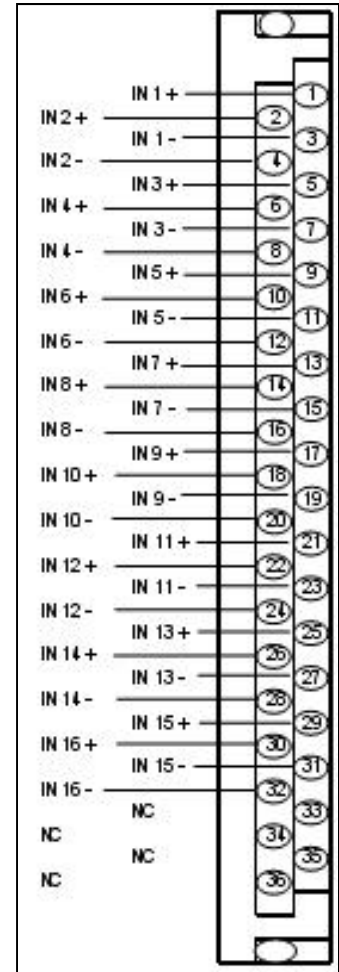 IN 1 + 1
IN 2 + 2
IN 1 - 3
IN 2 - 4
IN 3 + 5
IN 4 + 6
IN 3 - 7
IN 4 - 8
IN 5 + 9
IN 6 + 10
IN 5 - 11
IN 6 - 12
IN 7 + 13
IN 8 + 14
IN 7 - 15
IN 8 - 16
IN 9 + 17
IN 10 + 18
IN 9 - 19
IN 10 - 20
IN 11 + 21
IN 12 + 22
IN 11 - 23
IN 12 - 24
IN 13 + 25
IN 14 + 26
IN 13 - 27
IN 14 - 28
IN 15 + 29
IN 16 + 30
IN 15 - 31
IN 16 - 32
NC 33
NC 34
NC 35
NC 36